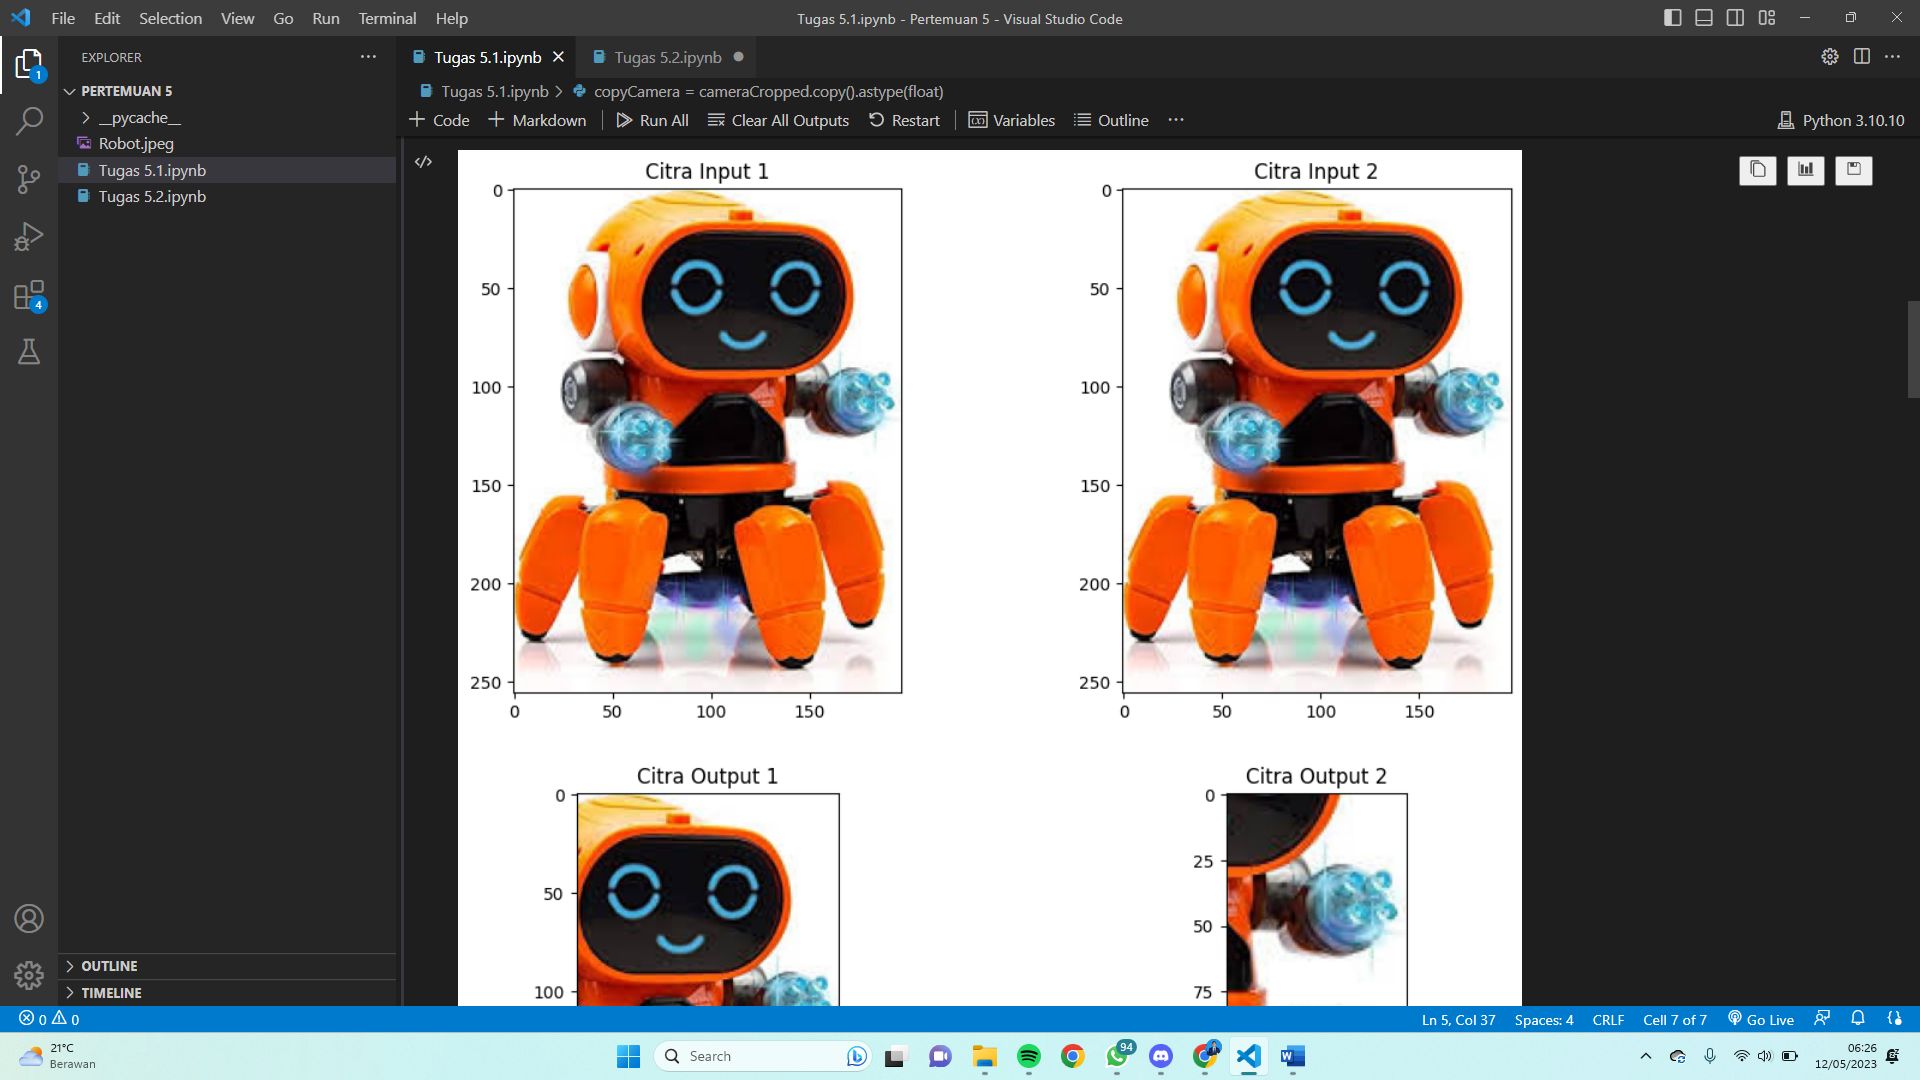 File Edit Selection View Go Run Terminal Help
Tugas 5.1.ipynb - Pertemuan 5 - Visual Studio Code
EXPLORER
PERTEMUAN 5
__pycache__
Robot.jpeg
Tugas 5.1.ipynb
Tugas 5.2.ipynb
1
4
OUTLINE
TIMELINE
Tugas 5.1.ipynb
Tugas 5.2.ipynb
Tugas 5.1.ipynb > copyCamera = cameraCropped.copy().astype(float)
+ Code + Markdown Run All Clear All Outputs Restart Variables Outline ...
Python 3.10.10
Citra Input 1
0
50
100
150
200
250
0 50 100 150
Citra Input 2
0
50
100
150
200
250
0 50 100 150
Citra Output 1
0
50
100
Citra Output 2
0
25
50
75
0 0
Ln 5, Col 37 Spaces: 4 CRLF Cell 7 of 7 Go Live
21°C
Berawan
Search
94
06:26
12/05/2023